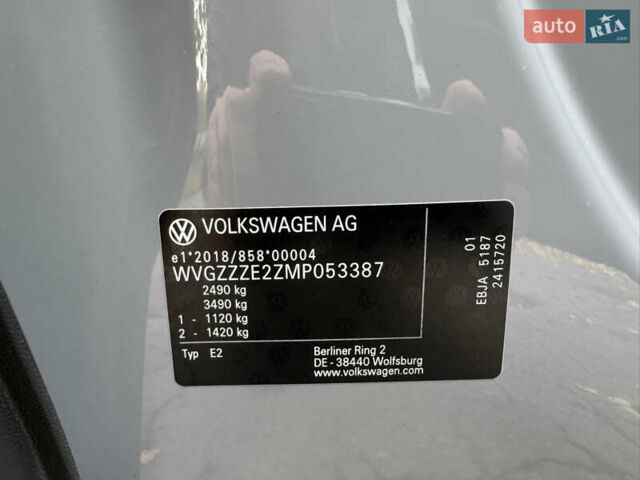 auto RIA
.com
VOLKSWAGEN AG
e1*2018/858*00004
WVGZZZE2ZMP053387
2490 kg
3490 kg
1 - 1120 kg
2 - 1420 kg
Typ E2
Berliner Ring 2
DE - 38440 Wolfsburg
www.volkswagen.com
01
EBJA 5187
2415720